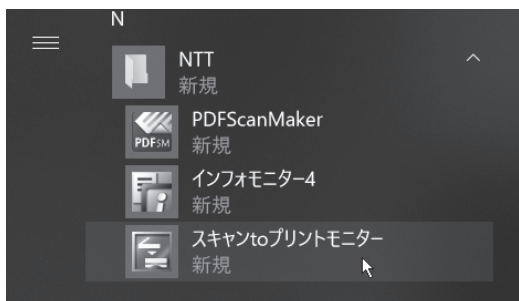 N
NTT
新規
PDFScanMaker
PDFSM
新規
インフォモニター4
新規
スキャンtoプリントモニター
新規